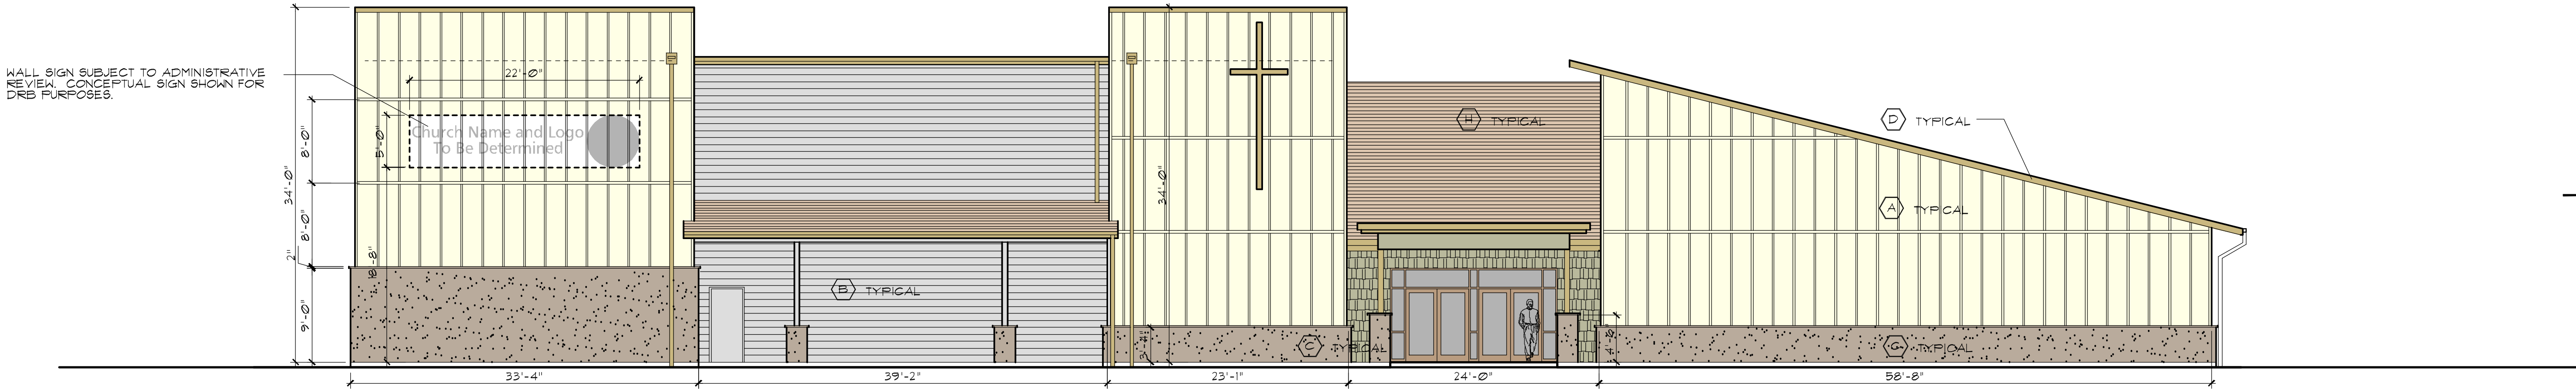 WALL SIGN SUBJECT TO ADMINISTRATIVE
REVIEW. CONCEPTUAL SIGN SHOWN FOR
DRB PURPOSES.
34'-0"
8'-0"
8'-0"
2"
9'-0"
5'-0"
18'-8"
22'-0"
Church Name and Logo
To Be Determined
B TYPICAL
34'-0"
H TYPICAL
C TYPICAL
D TYPICAL
A TYPICAL
G TYPICAL
33'-4"
39'-2"
23'-1"
24'-0"
58'-8"